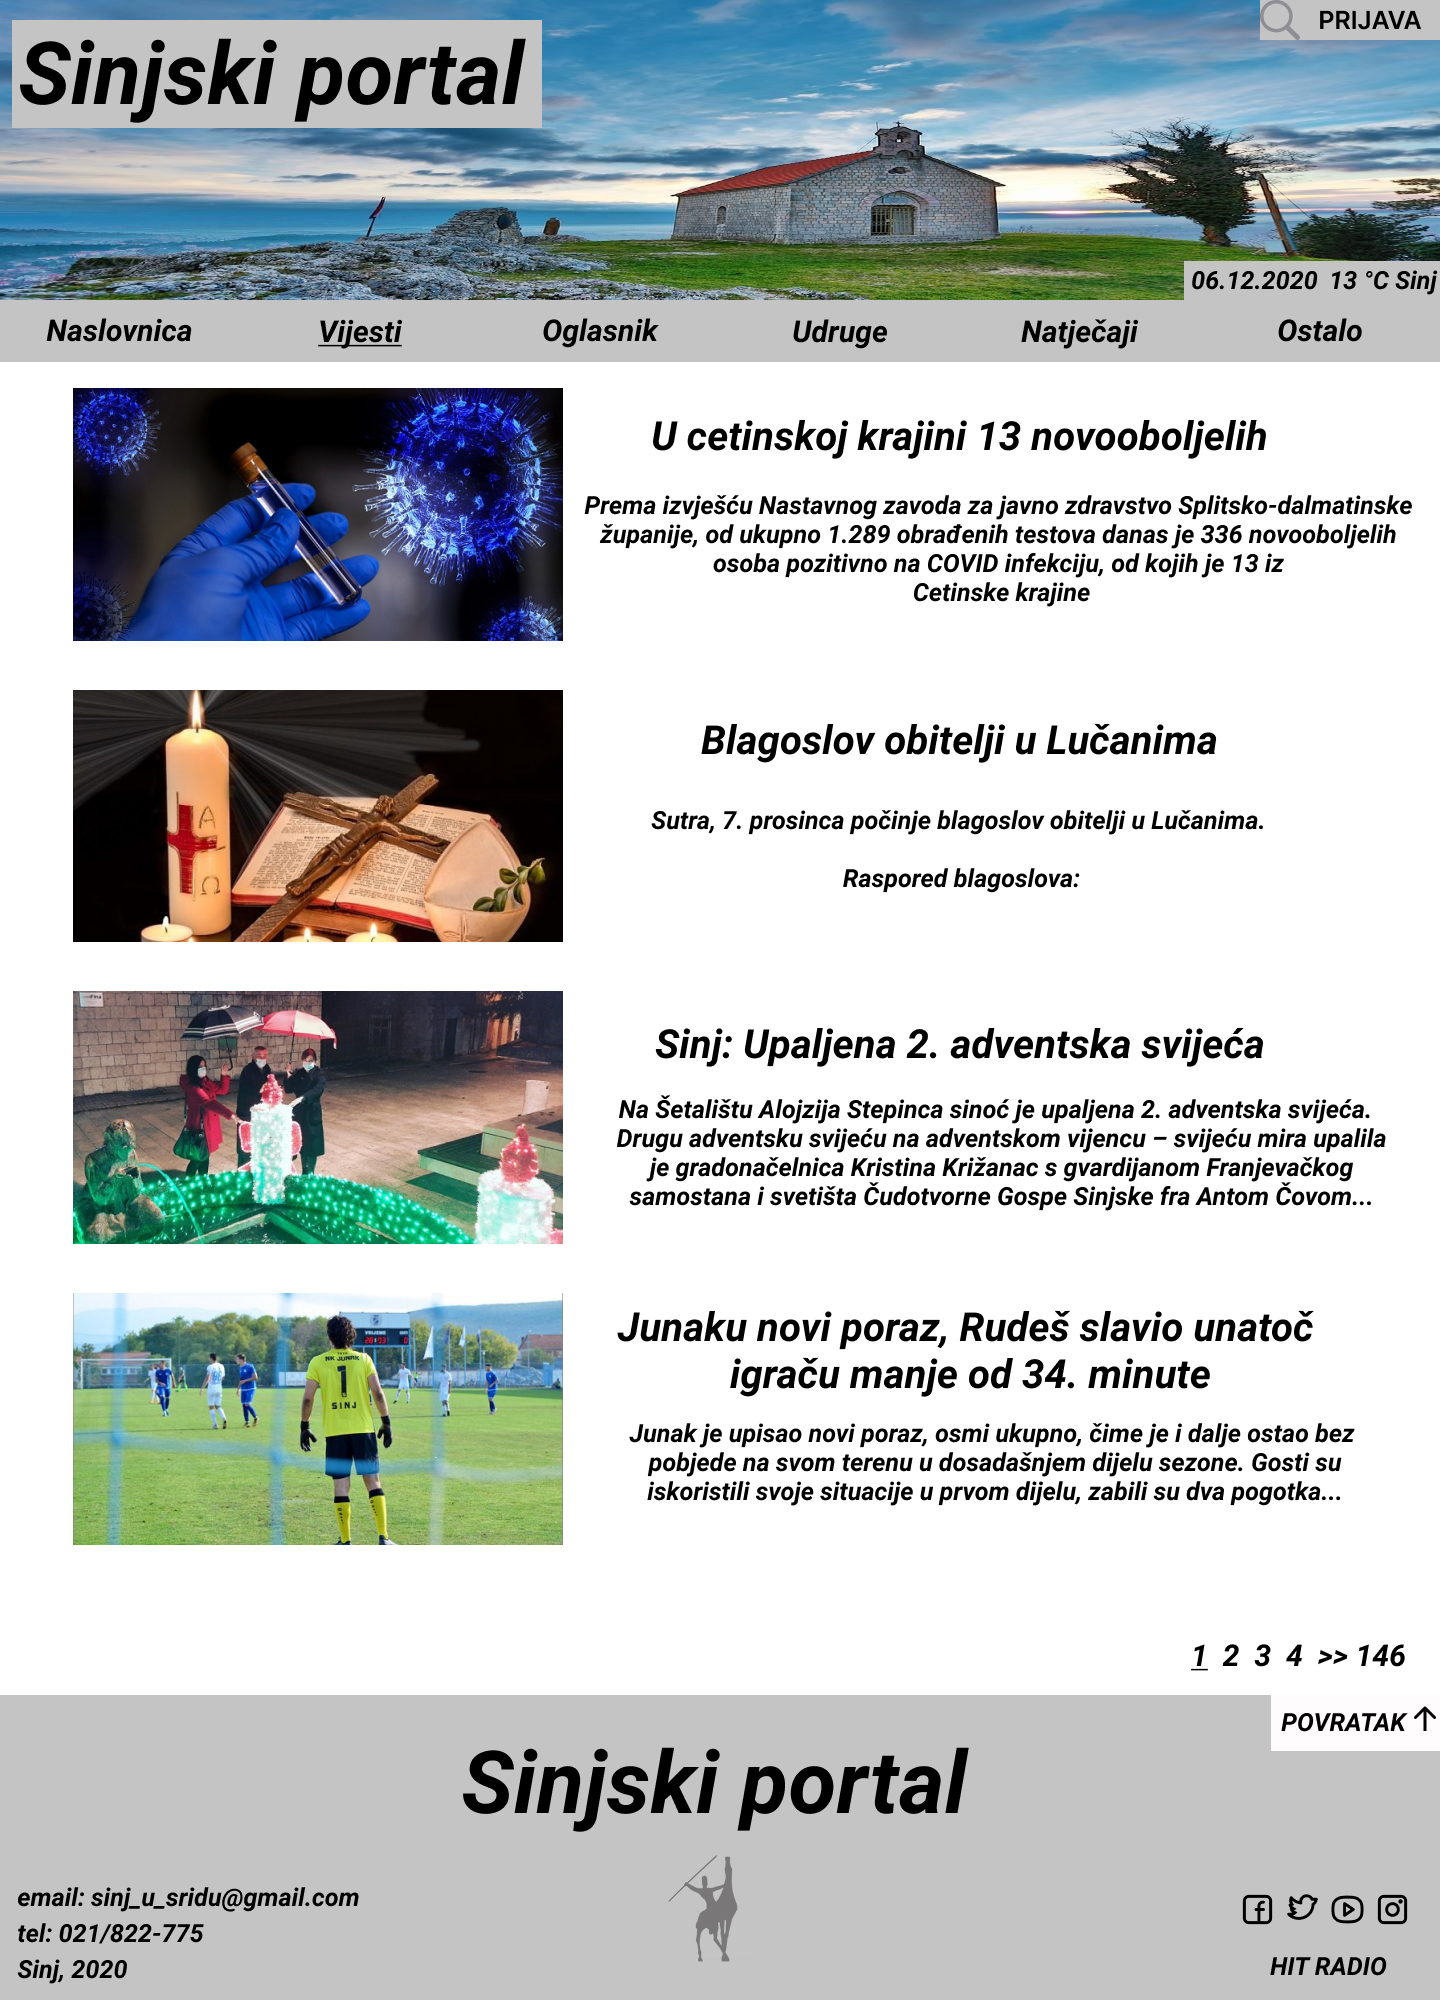 PRIJAVA
Sinjski portal
06.12.2020 13 °C Sinj
Naslovnica Vijesti Oglasnik Udruge Natječaji Ostalo
U cetinskoj krajini 13 novooboljelih
Prema izvješću Nastavnog zavoda za javno zdravstvo Splitsko-dalmatinske
županije, od ukupno 1.289 obrađenih testova danas je 336 novooboljelih
osoba pozitivno na COVID infekciju, od kojih je 13 iz
Cetinske krajine
Blagoslov obitelji u Lučanima
Sutra, 7. prosinca počinje blagoslov obitelji u Lučanima.
Raspored blagoslova:
A
Ω
Sinj: Upaljena 2. adventska svijeća
Na Šetalištu Alojzija Stepinca sinoć je upaljena 2. adventska svijeća.
Drugu adventsku svijeću na adventskom vijencu – svijeću mira upalila
je gradonačelnica Kristina Križanac s gvardijanom Franjevačkog
samostana i svetišta Čudotvorne Gospe Sinjske fra Antom Čovom...
Junaku novi poraz, Rudeš slavio unatoč
igraču manje od 34. minute
Junak je upisao novi poraz, osmi ukupno, čime je i dalje ostao bez
pobjede na svom terenu u dosadašnjem dijelu sezone. Gosti su
iskoristili svoje situacije u prvom dijelu, zabili su dva pogotka...
VRIJEME
NK JUNAK
1
SINJ
1 2 3 4 >> 146
POVRATAK ↑
Sinjski portal
email: sinj_u_sridu@gmail.com
tel: 021/822-775
Sinj, 2020
HIT RADIO